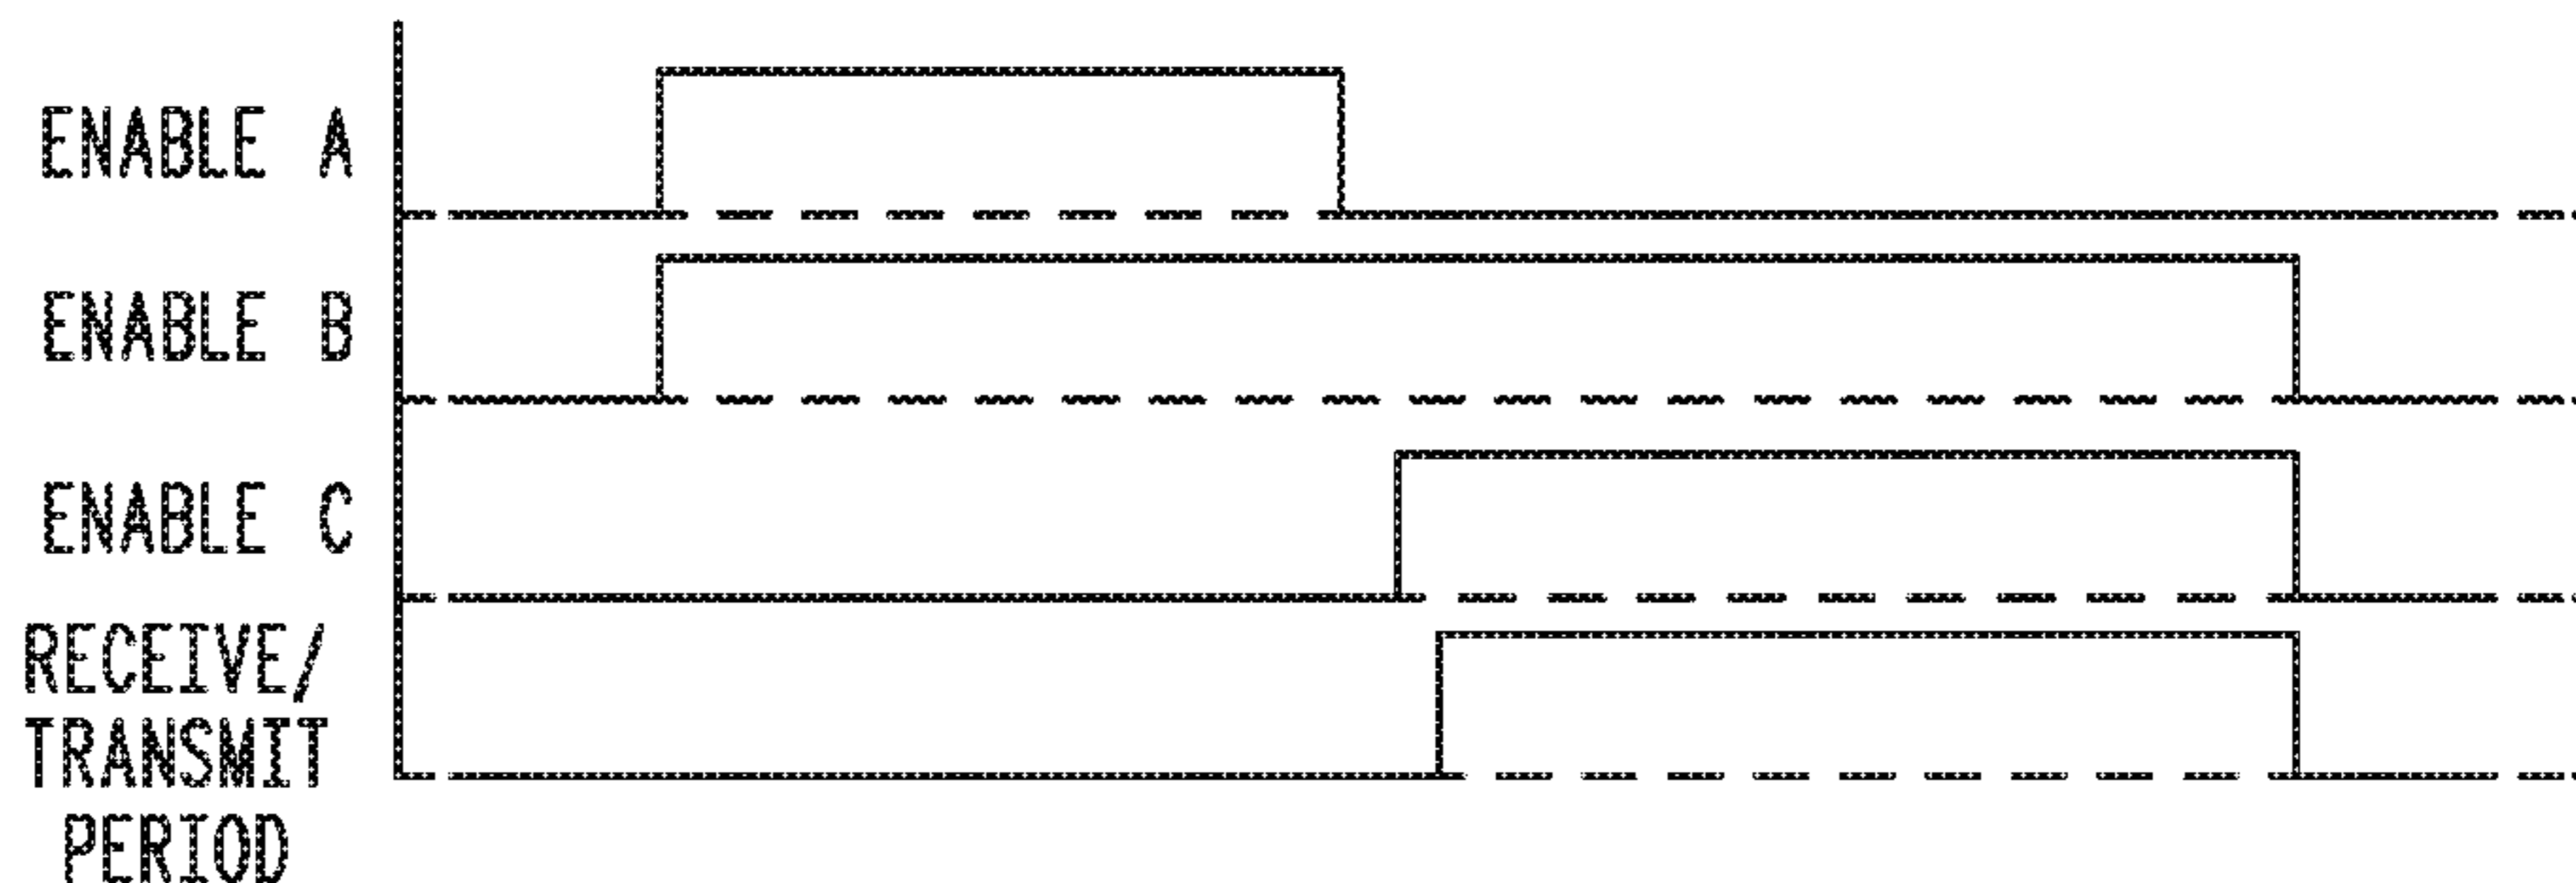 ENABLE A
ENABLE B
ENABLE C
RECEIVE/
TRANSMIT
PERIOD